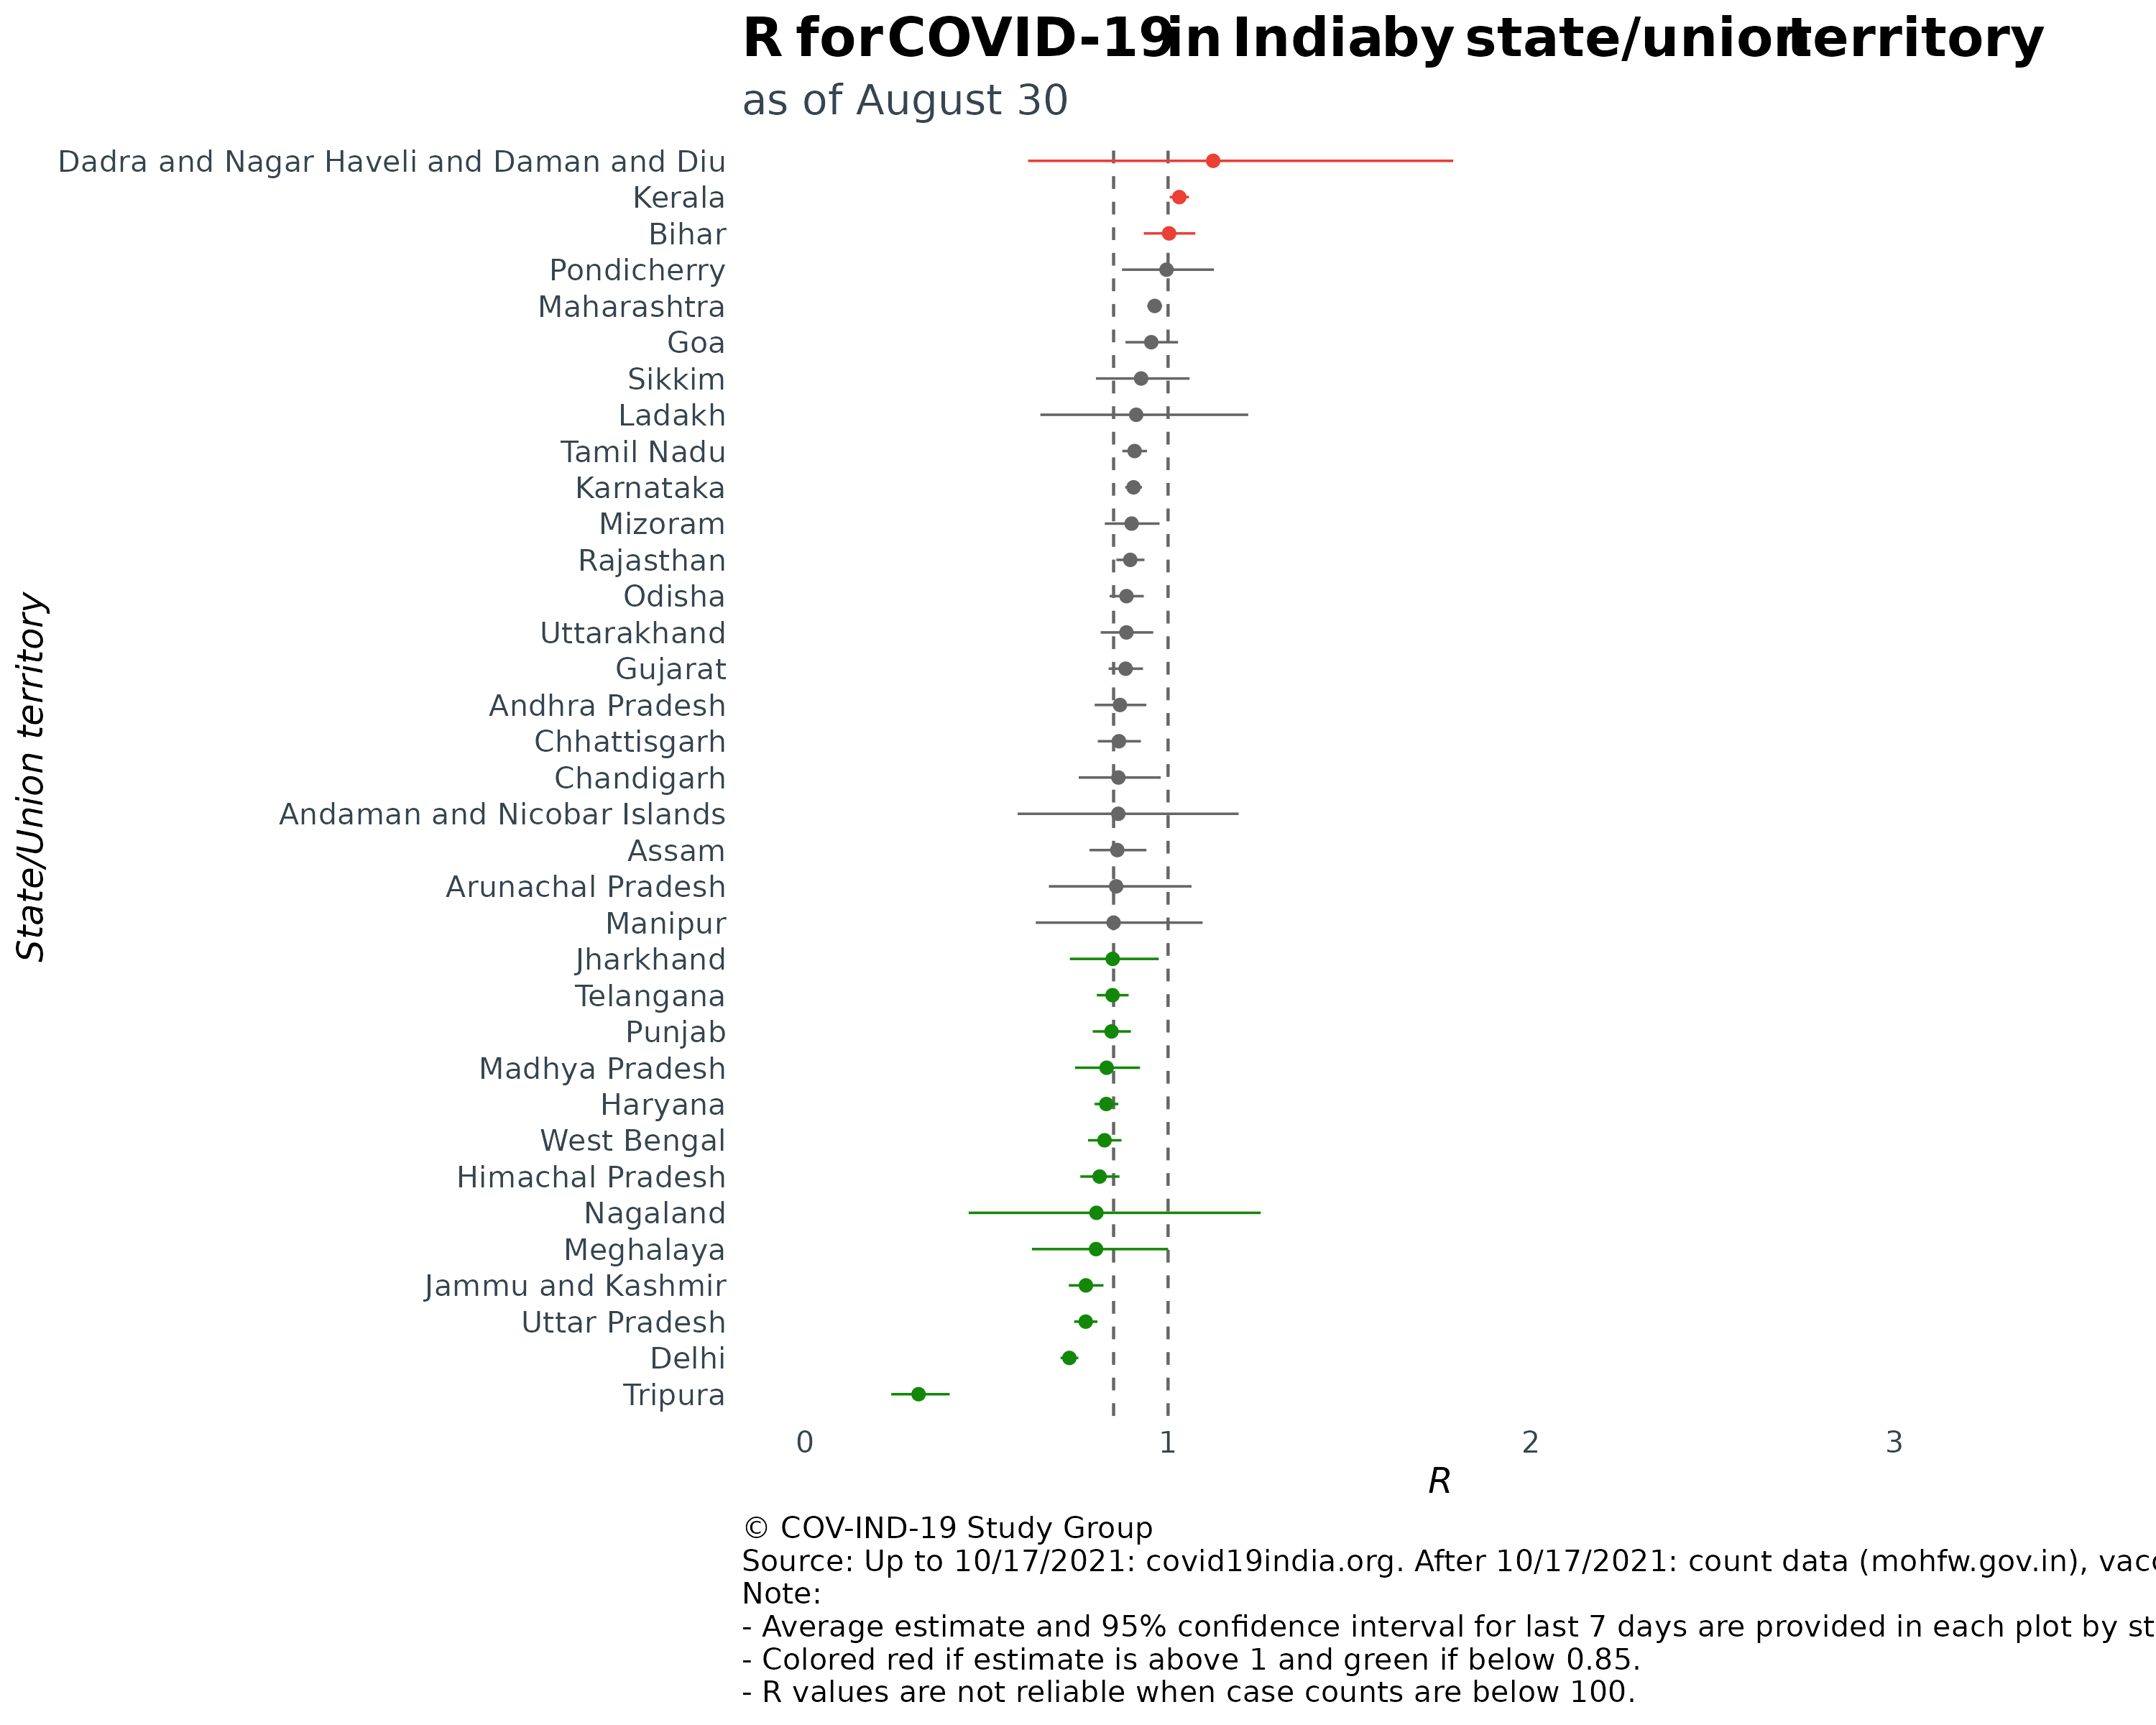 R for COVID-19 in India by state/union territory
as of August 30
Dadra and Nagar Haveli and Daman and Diu
Kerala
Bihar
Pondicherry
Maharashtra
Goa
Sikkim
Ladakh
Tamil Nadu
Karnataka
Mizoram
Rajasthan
Odisha
Uttarakhand
Gujarat
Andhra Pradesh
Chhattisgarh
Chandigarh
Andaman and Nicobar Islands
Assam
Arunachal Pradesh
Manipur
Jharkhand
Telangana
Punjab
Madhya Pradesh
Haryana
West Bengal
Himachal Pradesh
Nagaland
Meghalaya
Jammu and Kashmir
Uttar Pradesh
Delhi
Tripura
State/Union territory
0 1 2 3
R
© COV-IND-19 Study Group
Source: Up to 10/17/2021: covid19india.org. After 10/17/2021: count data (mohfw.gov.in),
Note:
- Average estimate and 95% confidence interval for last 7 days are provided in each plot by
- Colored red if estimate is above 1 and green if below 0.85.
- R values are not reliable when case counts are below 100.